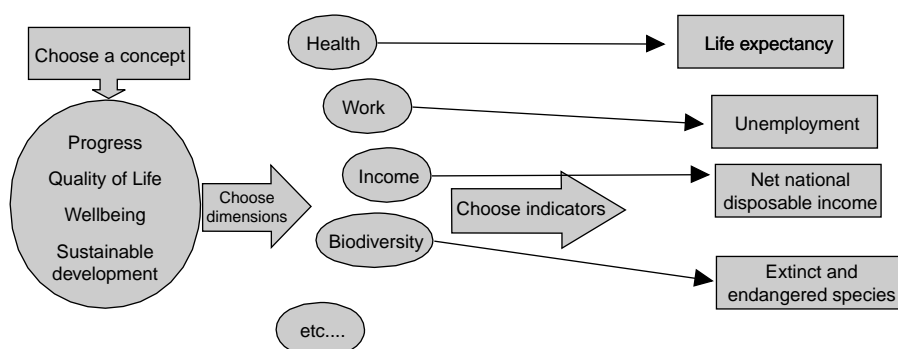 Choose a concept
Progress
Quality of Life
Wellbeing
Sustainable
development
Choose
dimensions
Health
Work
Income
Biodiversity
etc....
Choose indicators
Life expectancy
Unemployment
Net national
disposable income
Extinct and
endangered species